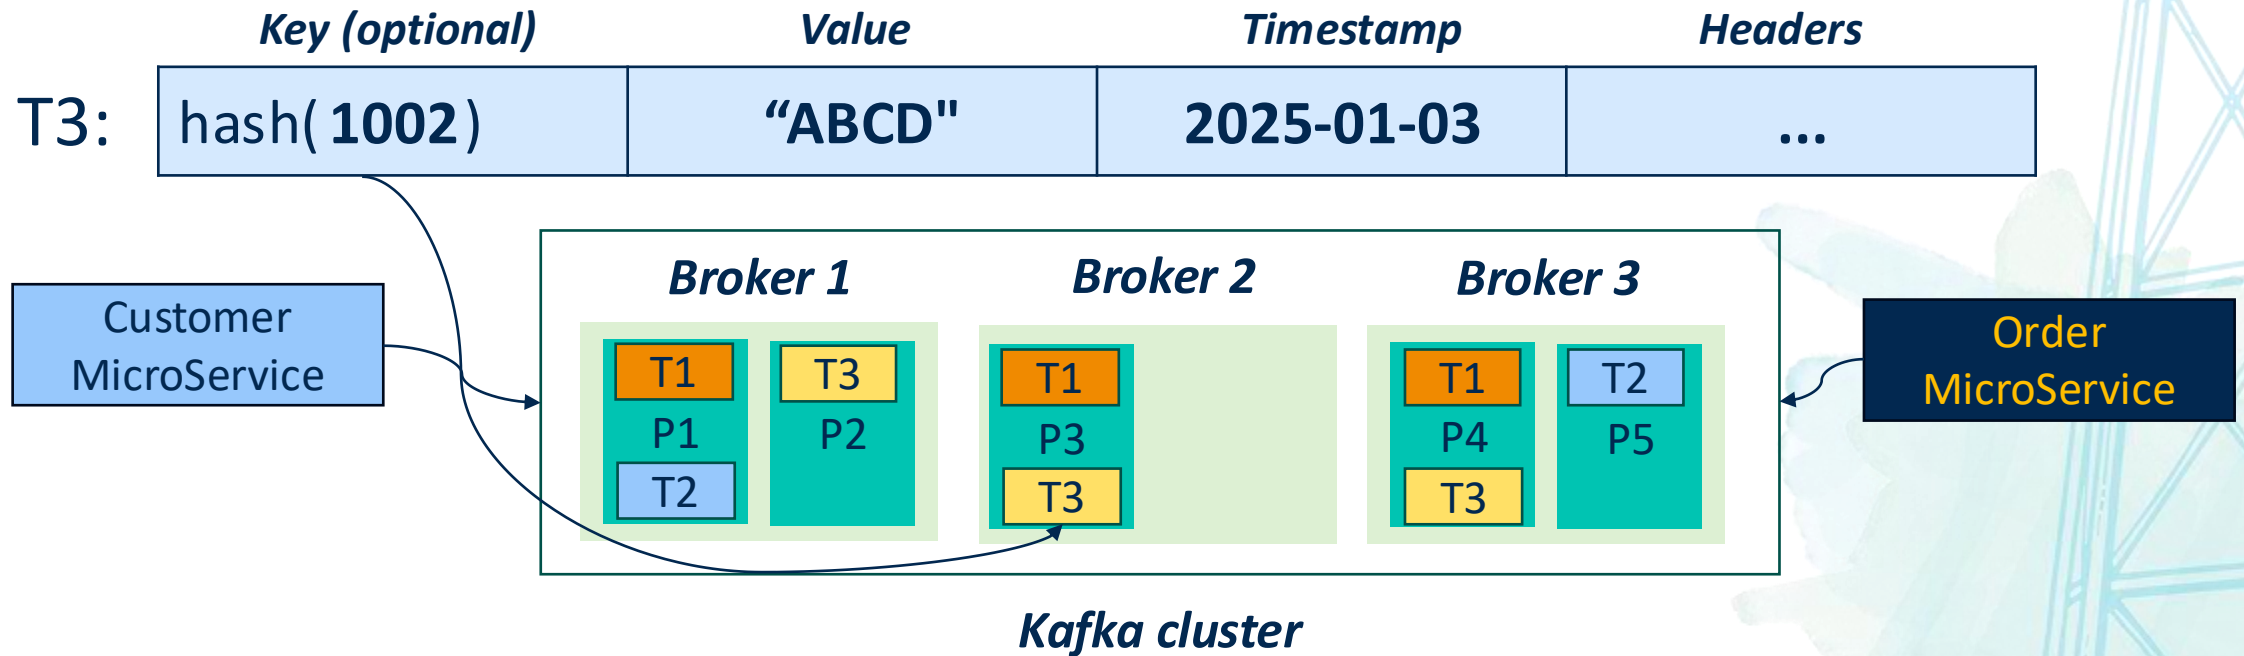 Key (optional) Value Timestamp Headers
T3: hash( 1002 ) “ABCD" 2025-01-03 ...
Broker 1 Broker 2 Broker 3
Customer
MicroService
T1 T3 T1 T1 T2
P1 P2 P3 P4 P5
T2 T3 T3
Order
MicroService
Kafka cluster